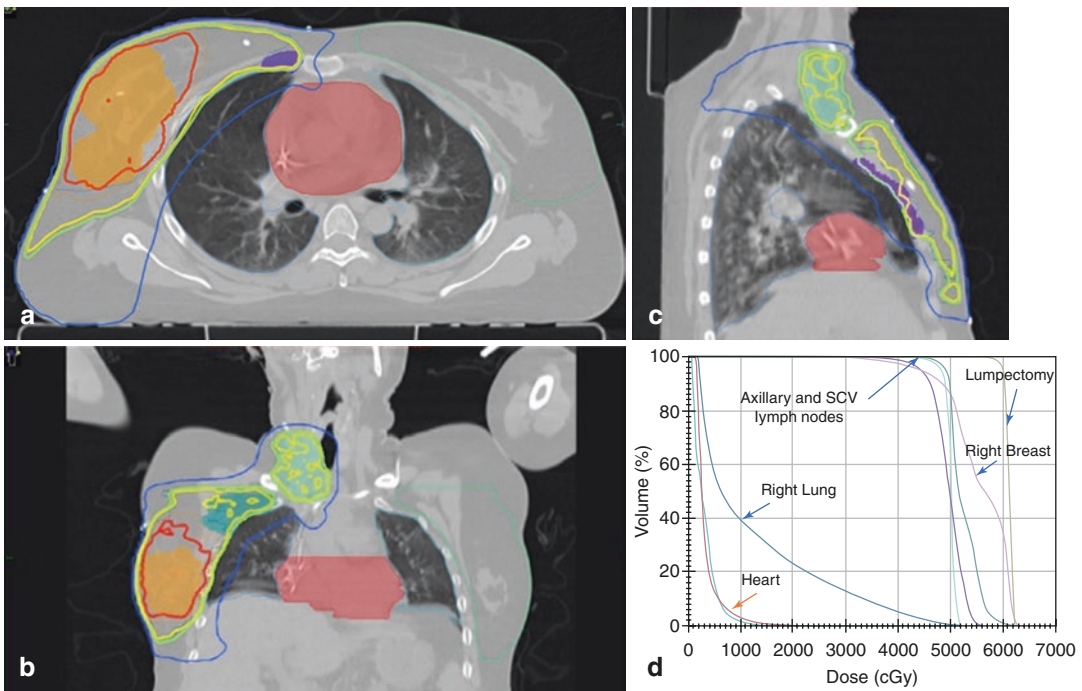 a
c
b
100
80
60
40
20
0
Volume (%)
Axillary and SCV
lymph nodes
Lumpectomy
Right Breast
Right Lung
Heart
0 1000 2000 3000 4000 5000 6000 7000
Dose (cGy)
d